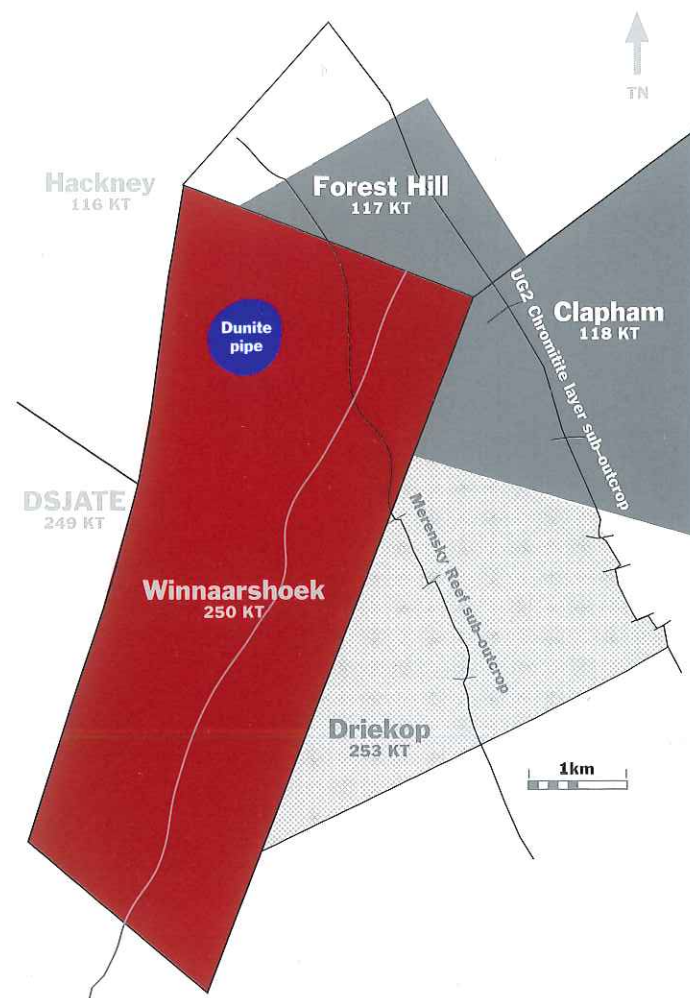 TN
Hackney
116 KT
Forest Hill
117 KT
UG2 Chromitite layer sub-outcrop
Clapham
118 KT
Dunite
pipe
DSJATE
249 KT
Merensky Reef sub-outcrop
Winnaarshoek
250 KT
Driekop
253 KT
1km